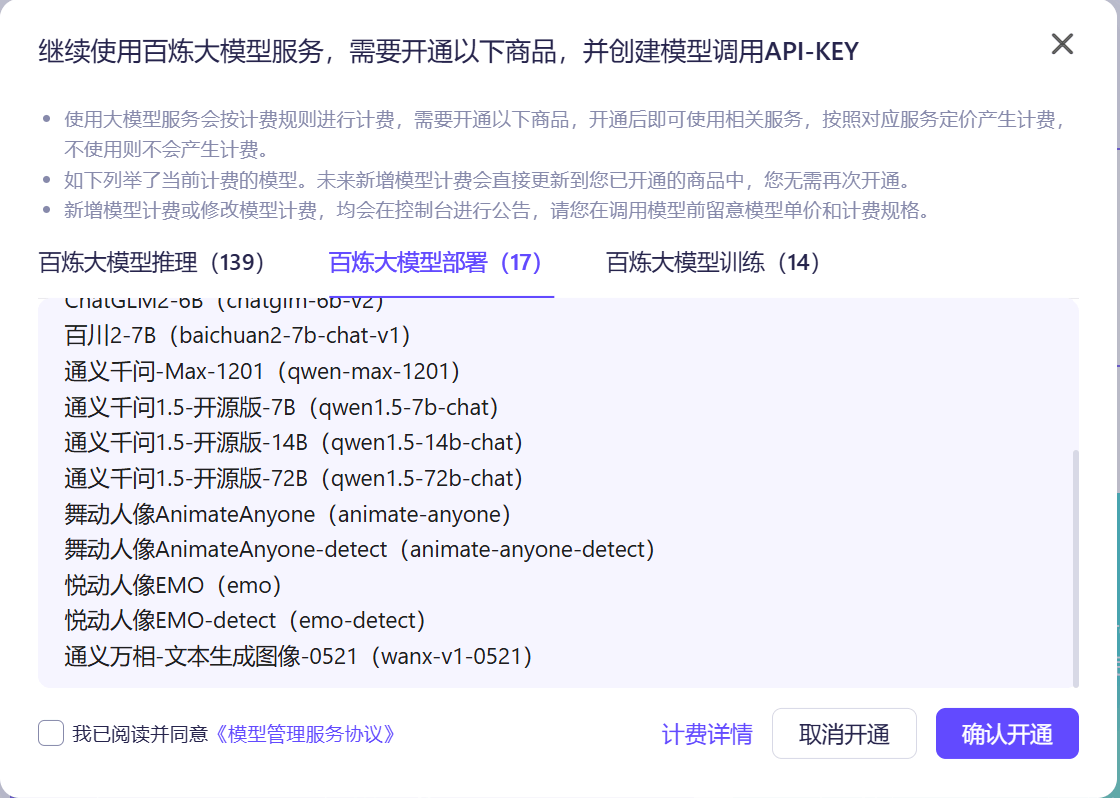 继续使用百炼大模型服务，需要开通以下商品，并创建模型调用API-KEY
使用大模型服务会按计费规则进行计费，需要开通以下商品，开通后即可使用相关服务，按照对应服务定价产生计费，
不使用则不会产生计费。
如下列举了当前计费的模型。未来新增模型计费会直接更新到您已开通的商品中，您无需再次开通。
新增模型计费或修改模型计费，均会在控制台进行公告，请您在调用模型前留意模型单价和计费规格。
百炼大模型推理（139） 百炼大模型部署（17） 百炼大模型训练（14）
ChatGLM2-6B（chatglm-6b-v2）
百川2-7B（baichuan2-7b-chat-v1）
通义千问-Max-1201（qwen-max-1201）
通义千问1.5-开源版-7B（qwen1.5-7b-chat）
通义千问1.5-开源版-14B（qwen1.5-14b-chat）
通义千问1.5-开源版-72B（qwen1.5-72b-chat）
舞动人像AnimateAnyone（animate-anyone）
舞动人像AnimateAnyone-detect（animate-anyone-detect）
悦动人像EMO（emo）
悦动人像EMO-detect（emo-detect）
通义万相-文本生成图像-0521（wanx-v1-0521）
我已阅读并同意《模型管理服务协议》 计费详情 取消开通 确认开通